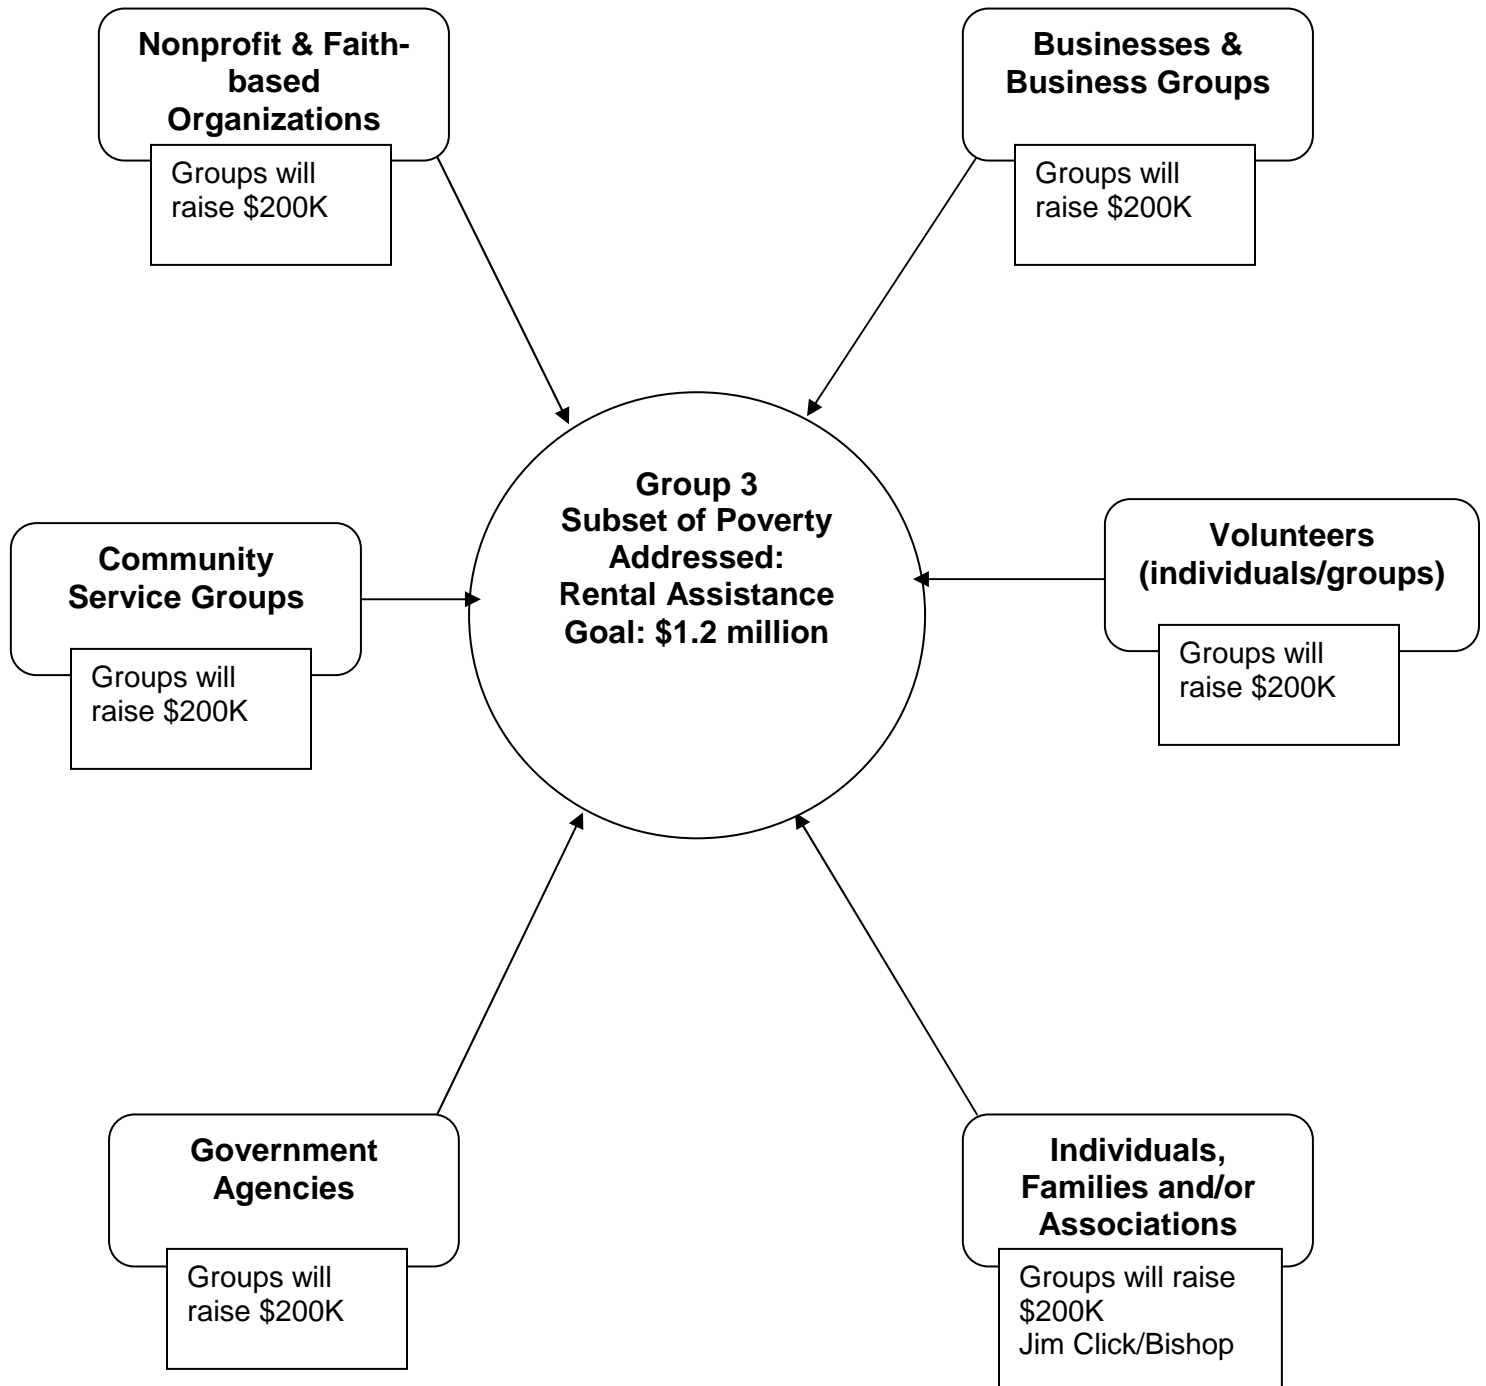 Nonprofit & Faith-
based
Organizations
Groups will
raise $200K
Businesses &
Business Groups
Groups will
raise $200K
Group 3
Subset of Poverty
Addressed:
Rental Assistance
Goal: $1.2 million
Community
Service Groups
Groups will
raise $200K
Volunteers
(individuals/groups)
Groups will
raise $200K
Government
Agencies
Groups will
raise $200K
Individuals,
Families and/or
Associations
Groups will raise
$200K
Jim Click/Bishop